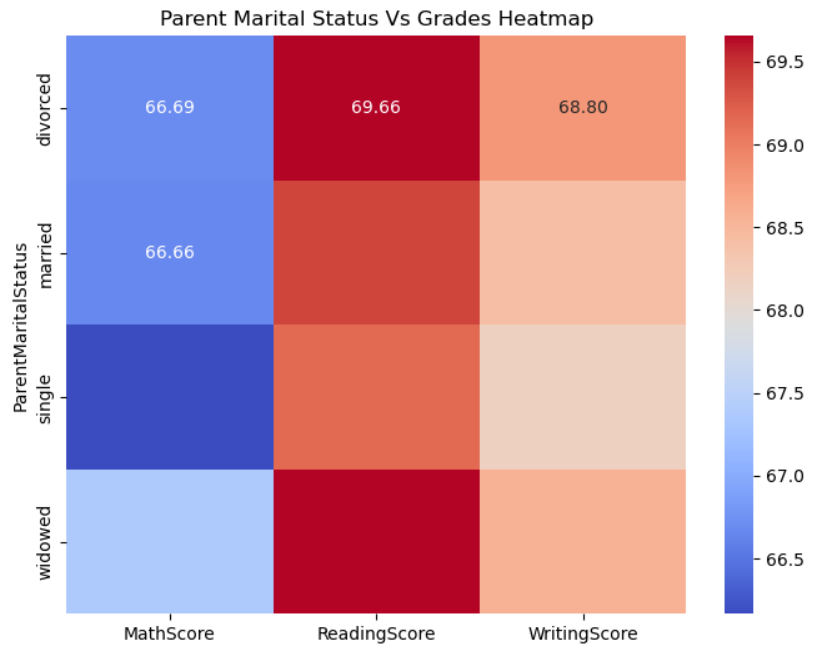 Parent Marital Status Vs Grades Heatmap
ParentMaritalStatus
divorced
married
single
widowed
66.69 69.66 68.80
66.66
MathScore ReadingScore WritingScore
69.5
69.0
68.5
68.0
67.5
67.0
66.5